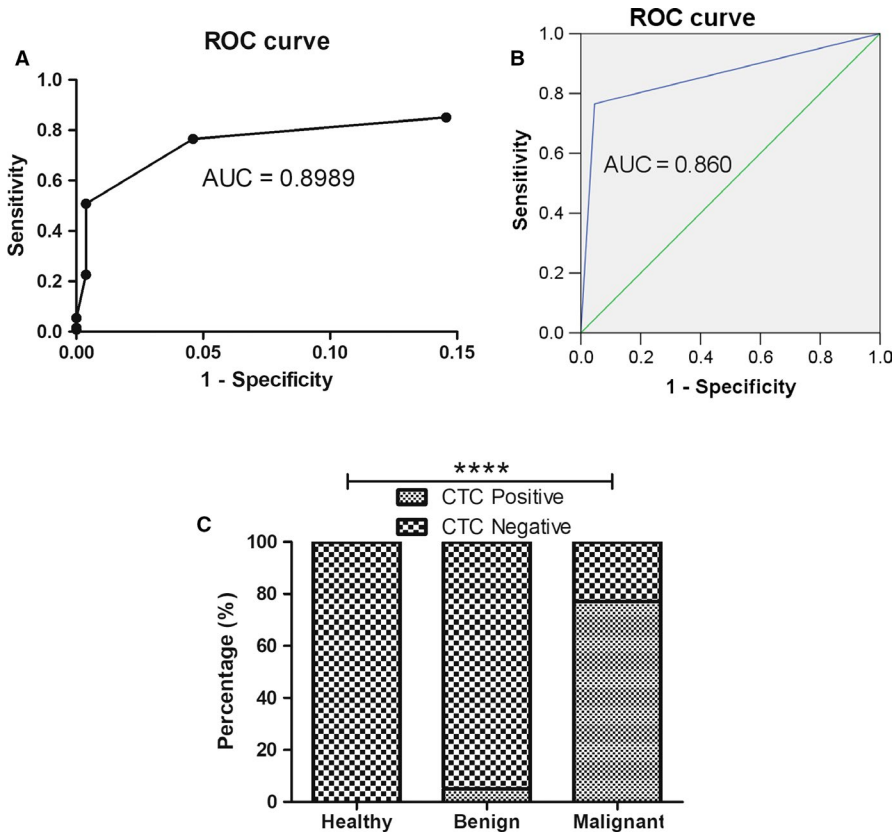 A
ROC curve
1.0
0.8
0.6
0.4
0.2
0.0
Sensitivity
AUC = 0.8989
0.00 0.05 0.10 0.15
1 - Specificity
B
ROC curve
1.0
0.8
0.6
0.4
0.2
0.0
Sensitivity
AUC = 0.860
0.0 0.2 0.4 0.6 0.8 1.0
1 - Specificity
C
****
CTC Positive
CTC Negative
100
80
60
40
20
0
Percentage (%)
Healthy Benign Malignant